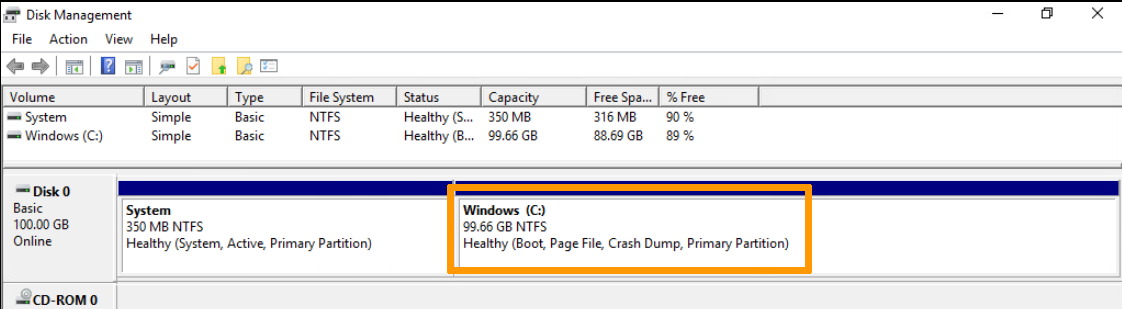 Disk Management
File Action View Help
Volume Layout Type File System Status Capacity Free Spa... % Free
System Simple Basic NTFS Healthy (S... 350 MB 316 MB 90 %
Windows (C:) Simple Basic NTFS Healthy (B... 99.66 GB 88.69 GB 89 %
Disk 0
Basic
100.00 GB
Online
System
350 MB NTFS
Healthy (System, Active, Primary Partition)
Windows (C:)
99.66 GB NTFS
Healthy (Boot, Page File, Crash Dump, Primary Partition)
CD-ROM 0